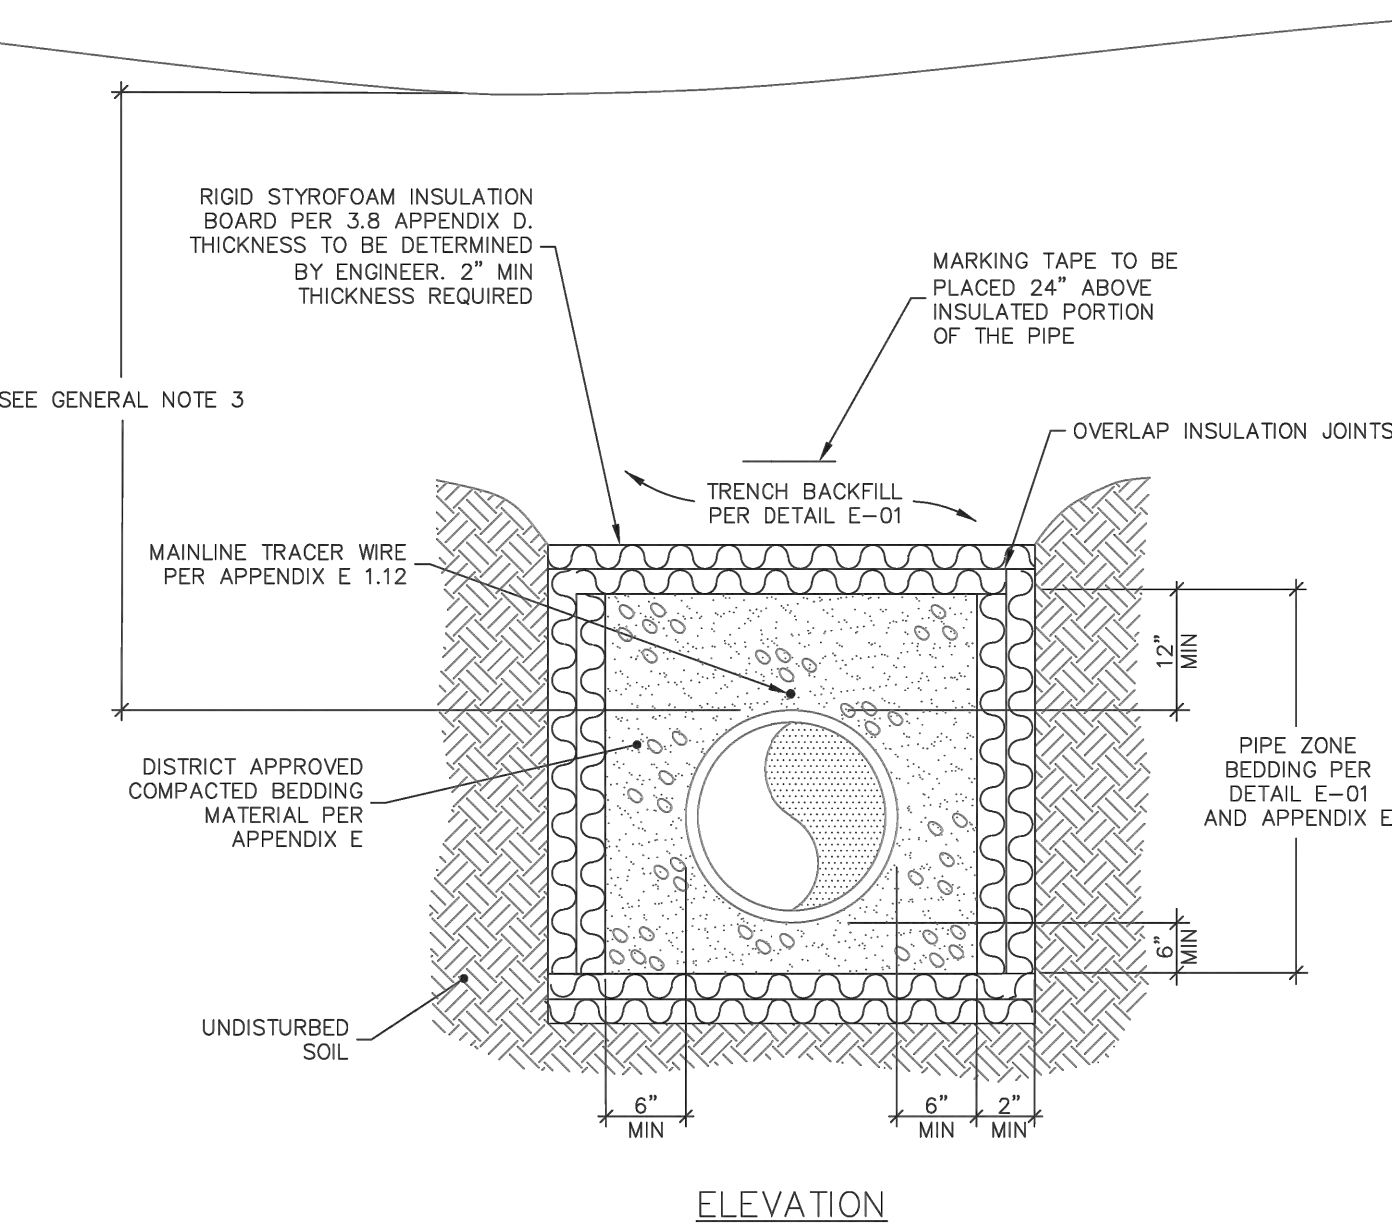 RIGID STYROFOAM INSULATION
BOARD PER 3.8 APPENDIX D.
THICKNESS TO BE DETERMINED
BY ENGINEER. 2" MIN
THICKNESS REQUIRED
MARKING TAPE TO BE
PLACED 24" ABOVE
INSULATED PORTION
OF THE PIPE
SEE GENERAL NOTE 3
OVERLAP INSULATION JOINTS
TRENCH BACKFILL
PER DETAIL E-01
MAINLINE TRACER WIRE
PER APPENDIX E 1.12
12"
MIN
PIPE ZONE
BEDDING PER
DETAIL E-01
AND APPENDIX E
DISTRICT APPROVED
COMPACTED BEDDING
MATERIAL PER
APPENDIX E
6"
MIN
UNDISTURBED
SOIL
6"
MIN
6"
MIN
2"
MIN
ELEVATION